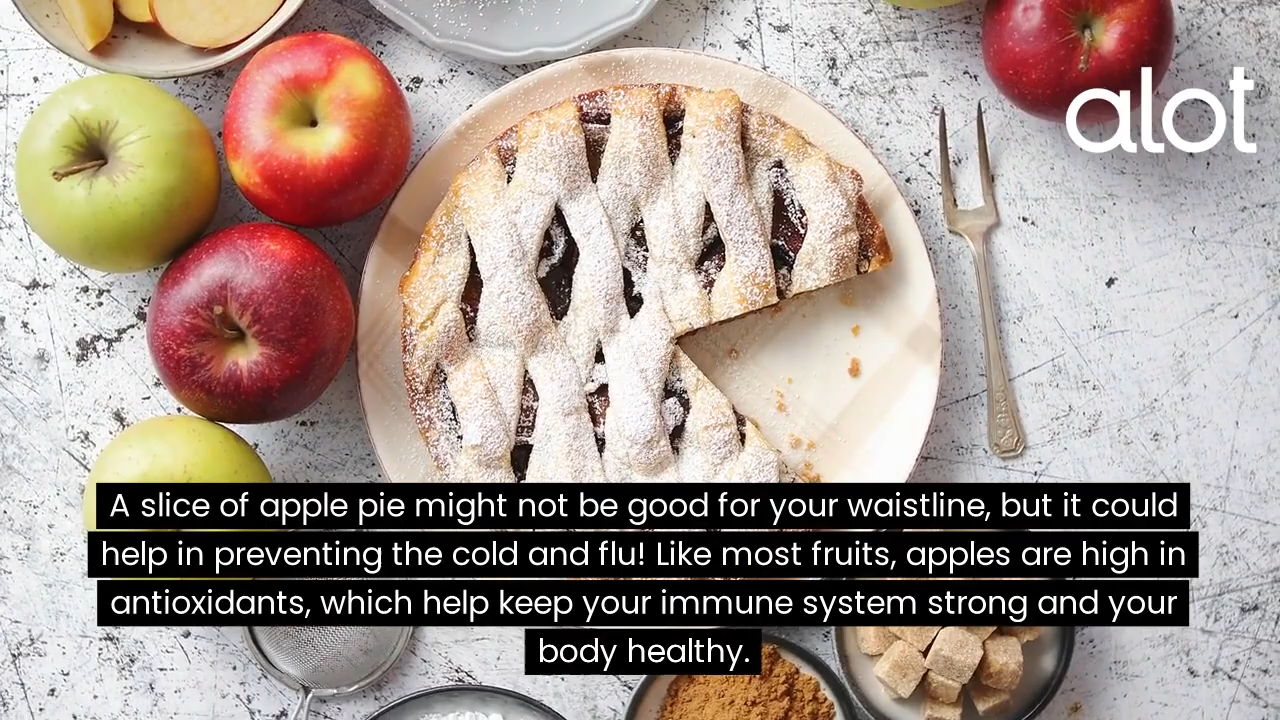 alot
A slice of apple pie might not be good for your waistline, but it could
help in preventing the cold and flu! Like most fruits, apples are high in
antioxidants, which help keep your immune system strong and your
body healthy.